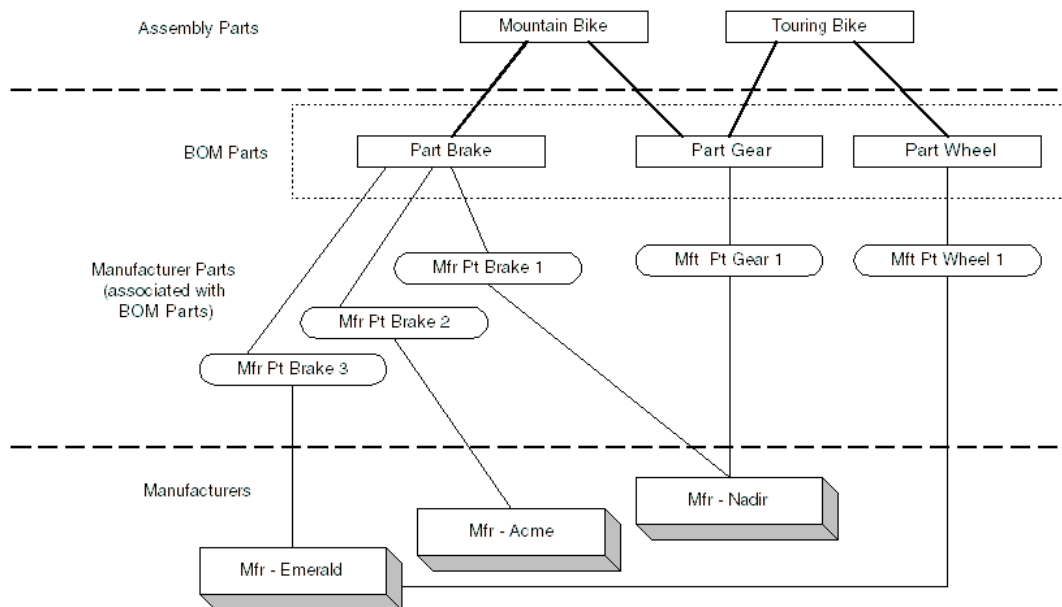 Assembly Parts
Mountain Bike
Touring Bike
BOM Parts
Part Brake
Part Gear
Part Wheel
Manufacturer Parts
(associated with
BOM Parts)
Mfr Pt Brake 1
Mft Pt Gear 1
Mft Pt Wheel 1
Mfr Pt Brake 2
Mfr Pt Brake 3
Manufacturers
Mfr - Nadir
Mfr - Acme
Mfr - Emerald